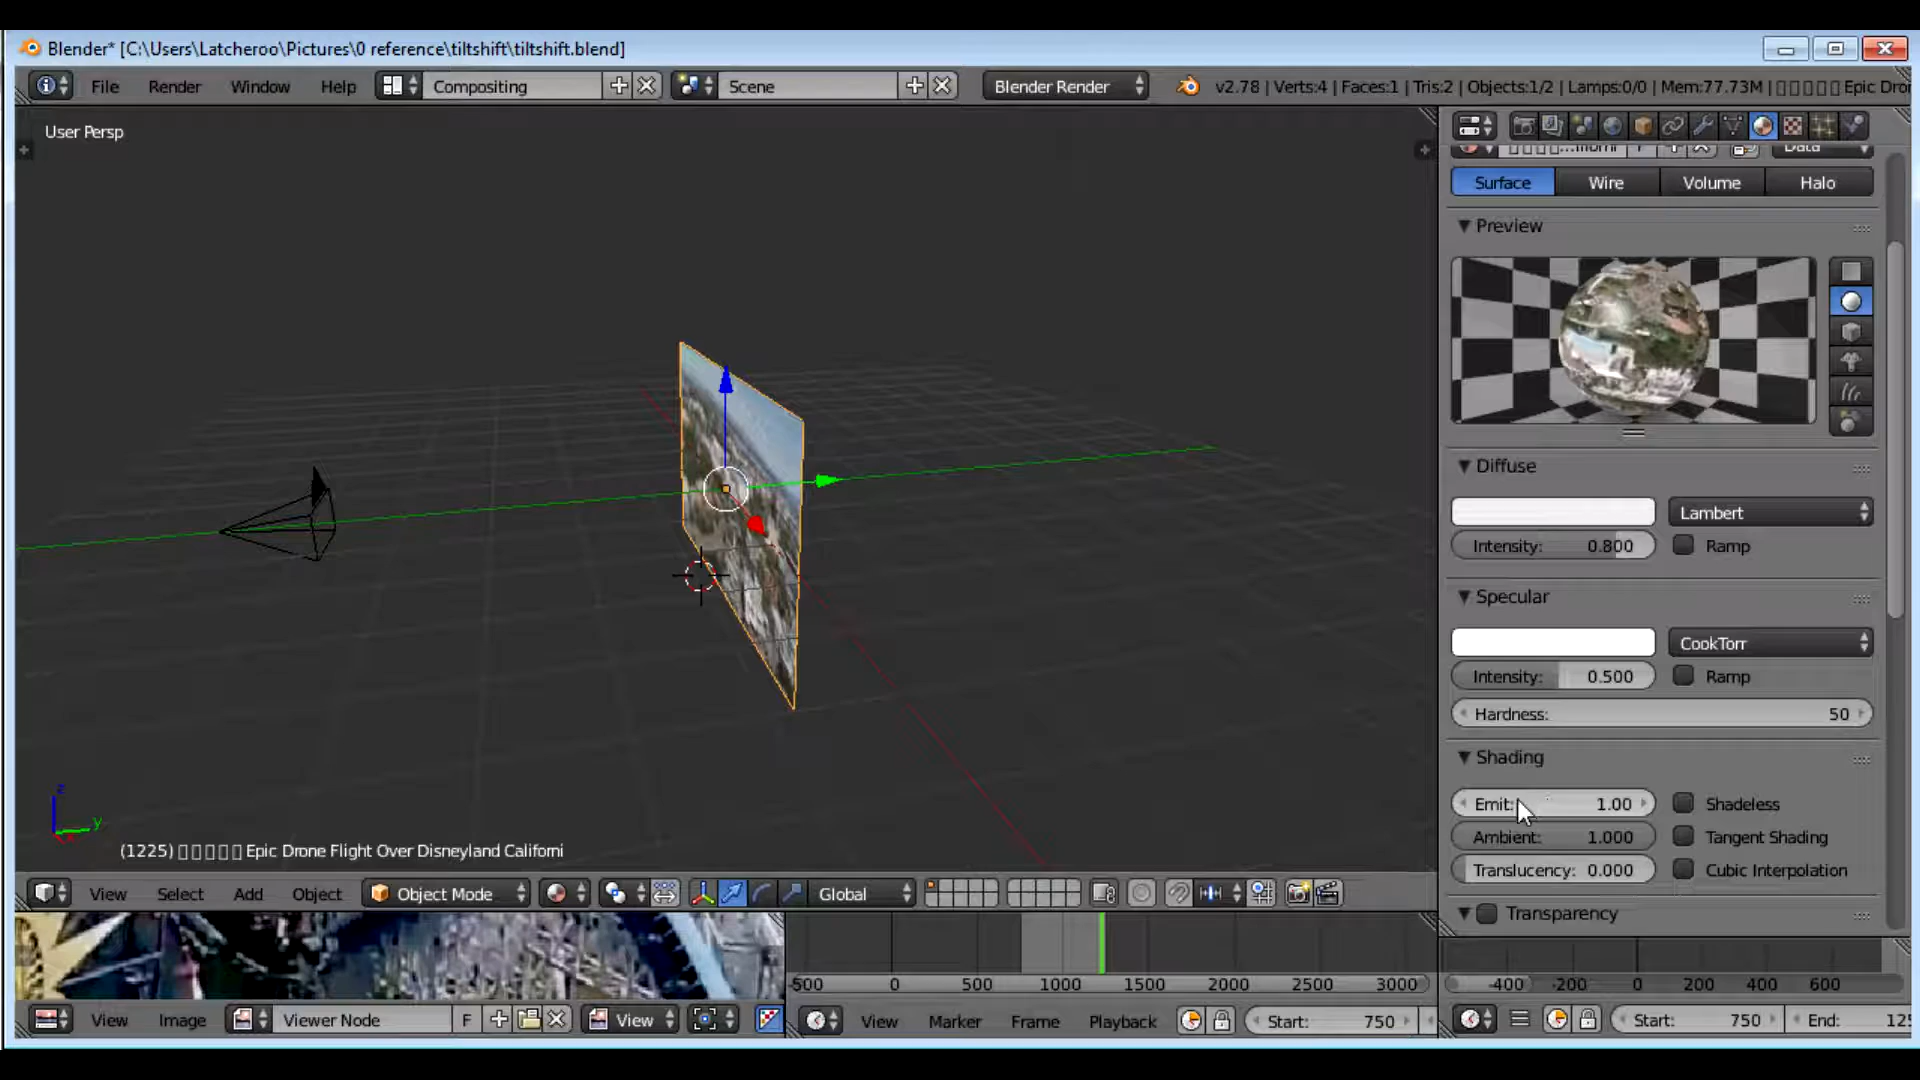 Blender* [C:\Users\Latcheroo\Pictures\0 reference\tiltshift\tiltshift.blend]
File Render Window Help Compositing Scene Blender Render v2.78 | Verts:4 | Faces:1 | Tris:2 | Objects:1/2 | Lamps:0/0 | Mem:77.73M | Epic Dro
User Persp
Data
Surface Wire Volume Halo
Preview
Diffuse
Lambert
Intensity: 0.800 Ramp
Specular
CookTorr
Intensity: 0.500 Ramp
Hardness: 50
Shading
Emit: 1.00 Shadeless
Ambient: 1.000 Tangent Shading
Translucency: 0.000 Cubic Interpolation
Transparency
z
y
(1225) Epic Drone Flight Over Disneyland Californi
View Select Add Object Object Mode Global
-500 0 500 1000 1500 2000 2500 3000
-400 -200 0 200 400 600
View Image Viewer Node F View
View Marker Frame Playback Start: 750
Start: 750 End: 125